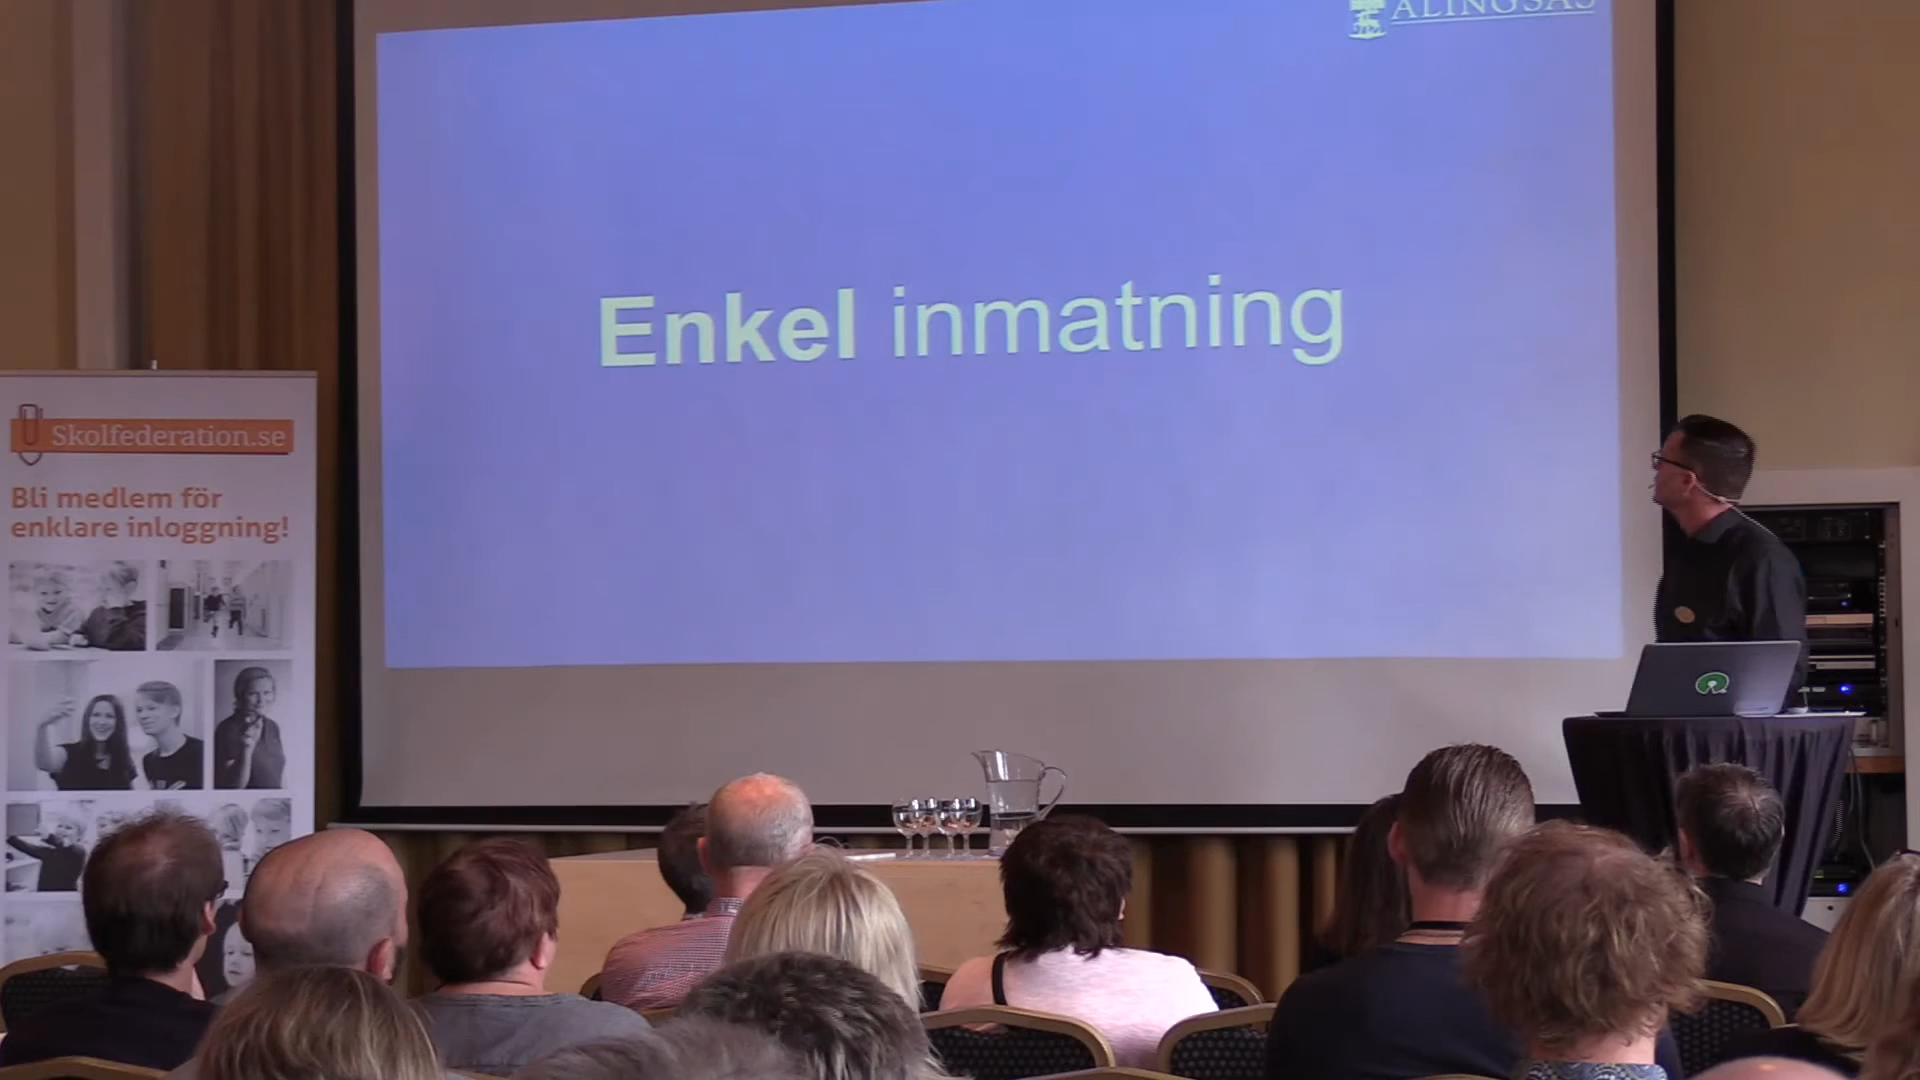 ALINGSÅS
Enkel inmatning
Skolfederation.se
Bli medlem för
enklare inloggning!